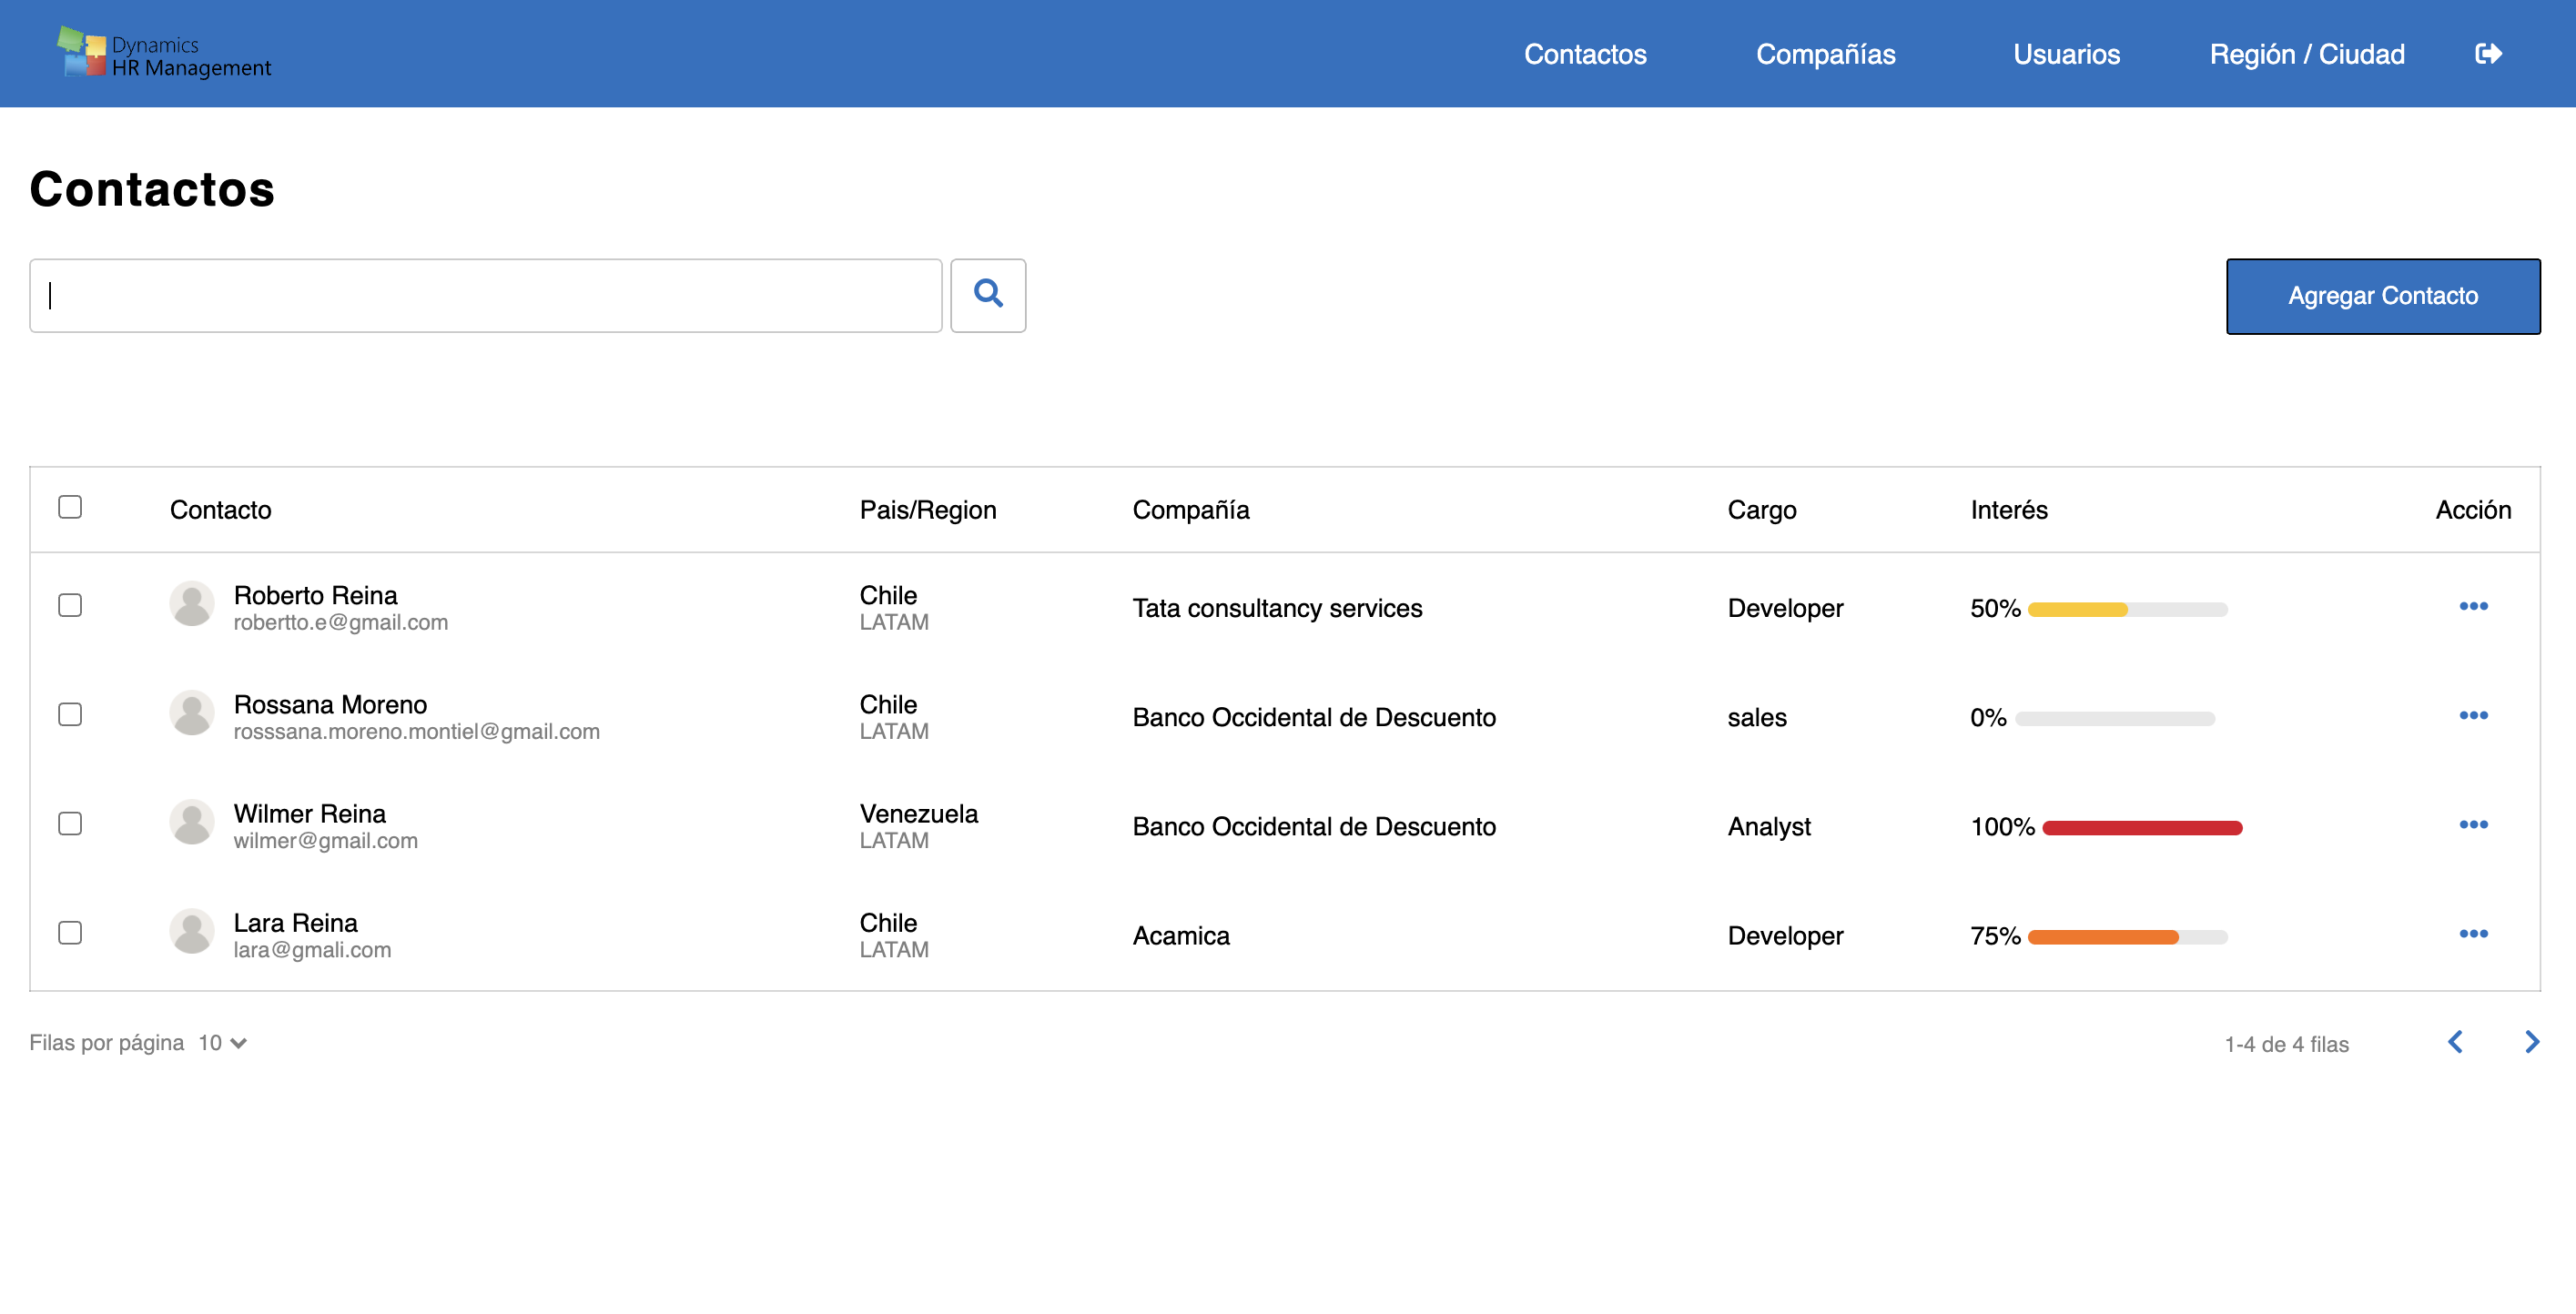 Dynamics
HR Management
Contactos Compañías Usuarios Región / Ciudad
Contactos
Agregar Contacto
Contacto Pais/Region Compañía Cargo Interés Acción
Roberto Reina Chile Tata consultancy services Developer 50%
robertto.e@gmail.com LATAM
Rossana Moreno Chile Banco Occidental de Descuento sales 0%
rosssana.moreno.montiel@gmail.com LATAM
Wilmer Reina Venezuela Banco Occidental de Descuento Analyst 100%
wilmer@gmail.com LATAM
Lara Reina Chile Acamica Developer 75%
lara@gmali.com LATAM
Filas por página 10 1-4 de 4 filas